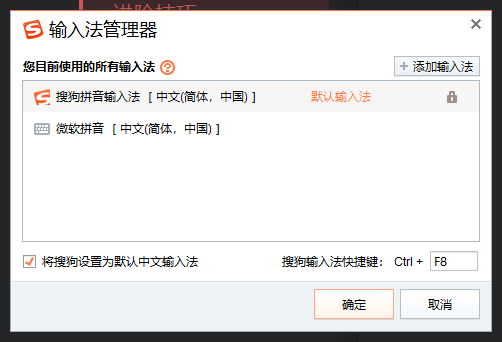 进阶技巧
输入法管理器
您目前使用的所有输入法
+ 添加输入法
搜狗拼音输入法 [ 中文(简体，中国) ] 默认输入法
微软拼音 [ 中文(简体，中国) ]
将搜狗设置为默认中文输入法
搜狗输入法快捷键： Ctrl + F8
确定
取消